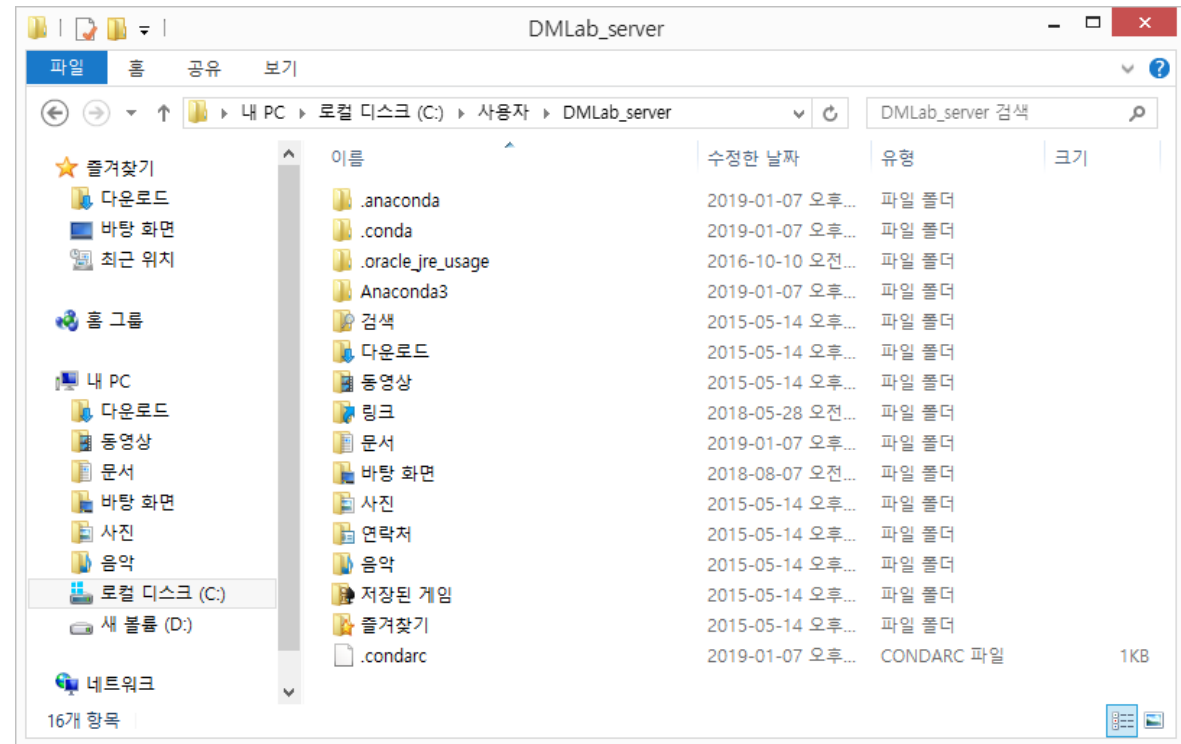 DMLab_server
파일 홈 공유 보기
내 PC 로컬 디스크 (C:) 사용자 DMLab_server DMLab_server 검색
이름 수정한 날짜 유형 크기
즐겨찾기
다운로드
바탕 화면
최근 위치
홈 그룹
내 PC
다운로드
동영상
문서
바탕 화면
사진
음악
로컬 디스크 (C:)
새 볼륨 (D:)
네트워크
.anaconda 2019-01-07 오후... 파일 폴더
.conda 2019-01-07 오후... 파일 폴더
.oracle_jre_usage 2016-10-10 오전... 파일 폴더
Anaconda3 2019-01-07 오후... 파일 폴더
검색 2015-05-14 오후... 파일 폴더
다운로드 2015-05-14 오후... 파일 폴더
동영상 2015-05-14 오후... 파일 폴더
링크 2018-05-28 오전... 파일 폴더
문서 2019-01-07 오후... 파일 폴더
바탕 화면 2018-08-07 오전... 파일 폴더
사진 2015-05-14 오후... 파일 폴더
연락처 2015-05-14 오후... 파일 폴더
음악 2015-05-14 오후... 파일 폴더
저장된 게임 2015-05-14 오후... 파일 폴더
즐겨찾기 2015-05-14 오후... 파일 폴더
.condarc 2019-01-07 오후... CONDARC 파일 1KB
16개 항목